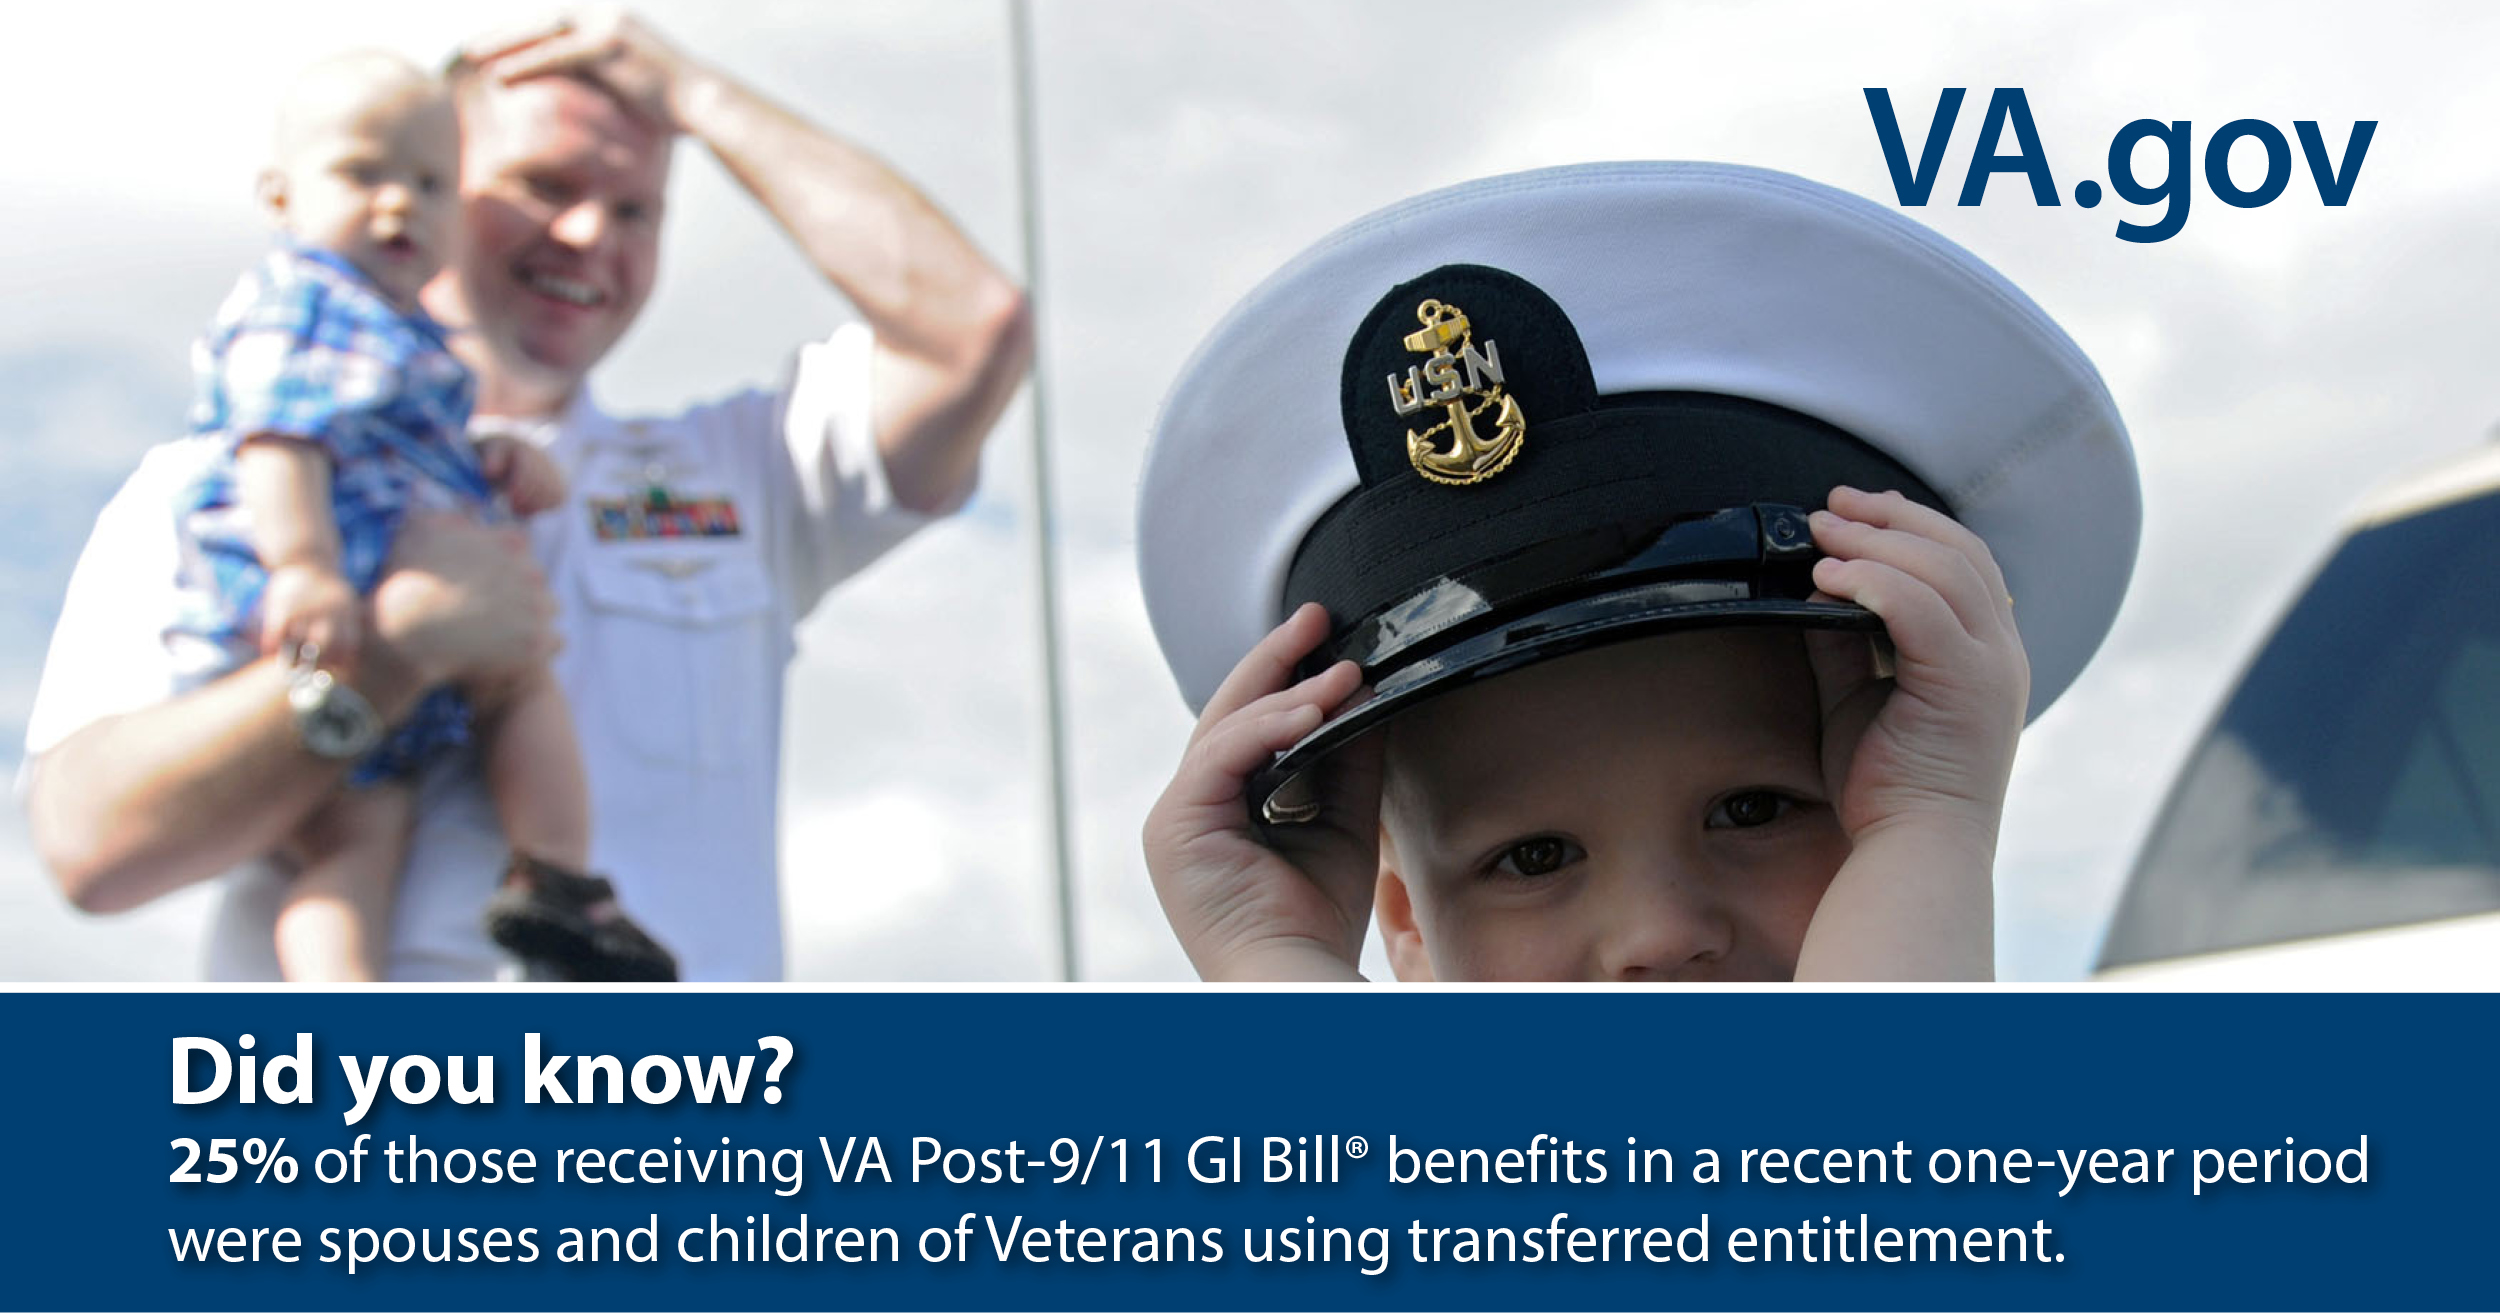 VA.gov
USN
Did you know?
25% of those receiving VA Post-9/11 GI Bill® benefits in a recent one-year period
were spouses and children of Veterans using transferred entitlement.